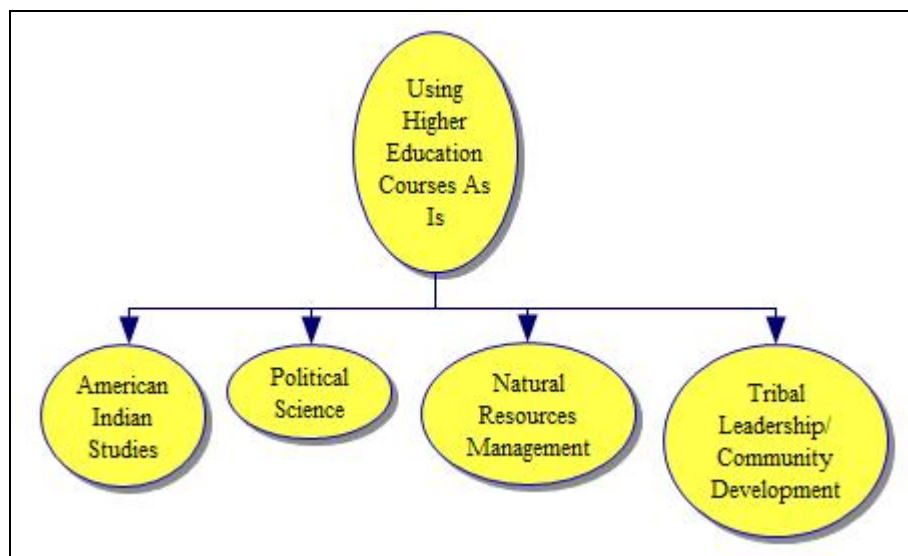 Using
Higher
Education
Courses As
Is
American
Indian
Studies
Political
Science
Natural
Resources
Management
Tribal
Leadership/
Community
Development